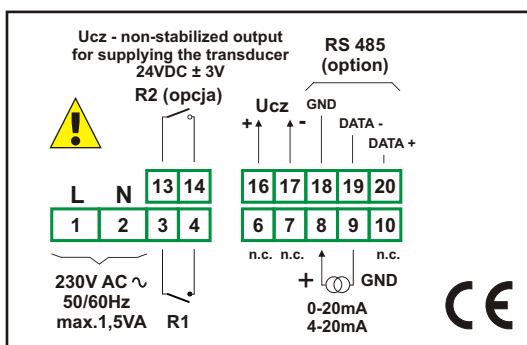 Ucz - non-stabilized output
for supplying the transducer
24VDC ± 3V
R2 (opcja)
RS 485
(option)
Ucz
+ -
GND
DATA -
DATA +
13 14
16 17 18 19 20
L N
1 2 3 4
6 7 8 9 10
n.c. n.c. n.c.
230V AC ∿
50/60Hz
max.1,5VA
R1
+ GND
0-20mA
4-20mA
CE